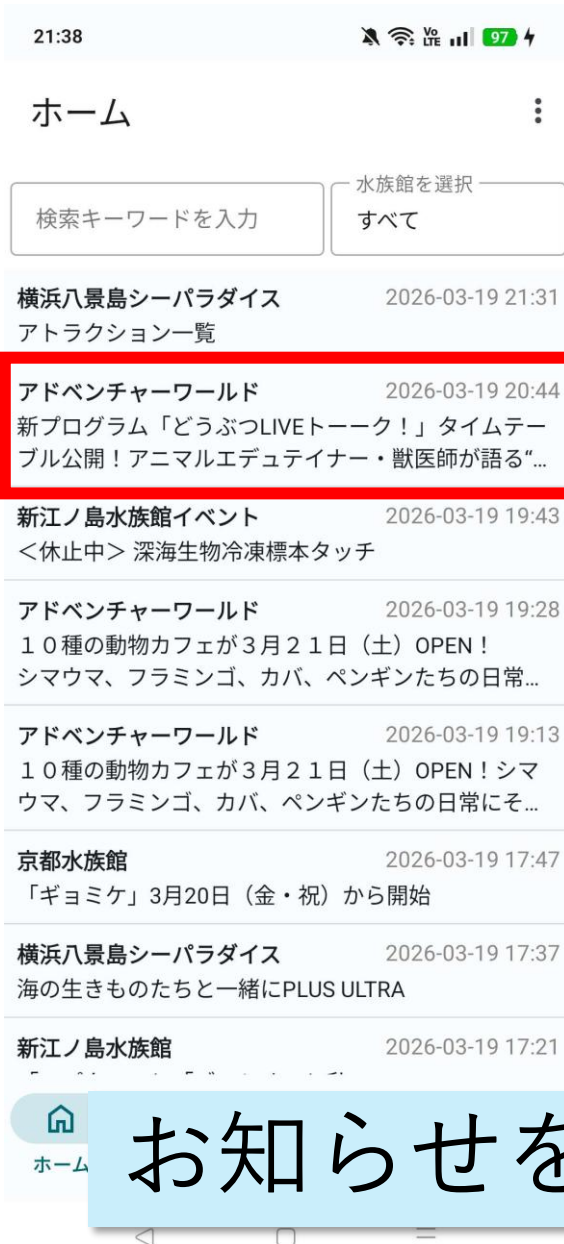 21:38
Vo LTE 97
ホーム
検索キーワードを入力
水族館を選択
すべて
横浜八景島シーパラダイス 2026-03-19 21:31
アトラクション一覧
アドベンチャーワールド 2026-03-19 20:44
新プログラム「どうぶつLIVEトーーク!」タイムテー
ブル公開!アニマルエデュテイナー・獣医師が語る“...
新江ノ島水族館イベント 2026-03-19 19:43
<休止中> 深海生物冷凍標本タッチ
アドベンチャーワールド 2026-03-19 19:28
10種の動物カフェが3月21日(土)OPEN!
シマウマ、フラミンゴ、カバ、ペンギンたちの日常...
アドベンチャーワールド 2026-03-19 19:13
10種の動物カフェが3月21日(土)OPEN!シマ
ウマ、フラミンゴ、カバ、ペンギンたちの日常にそ...
京都水族館 2026-03-19 17:47
「ギョミケ」3月20日(金・祝)から開始
横浜八景島シーパラダイス 2026-03-19 17:37
海の生きものたちと一緒にPLUS ULTRA
新江ノ島水族館 2026-03-19 17:21
ホーム
お知らせを